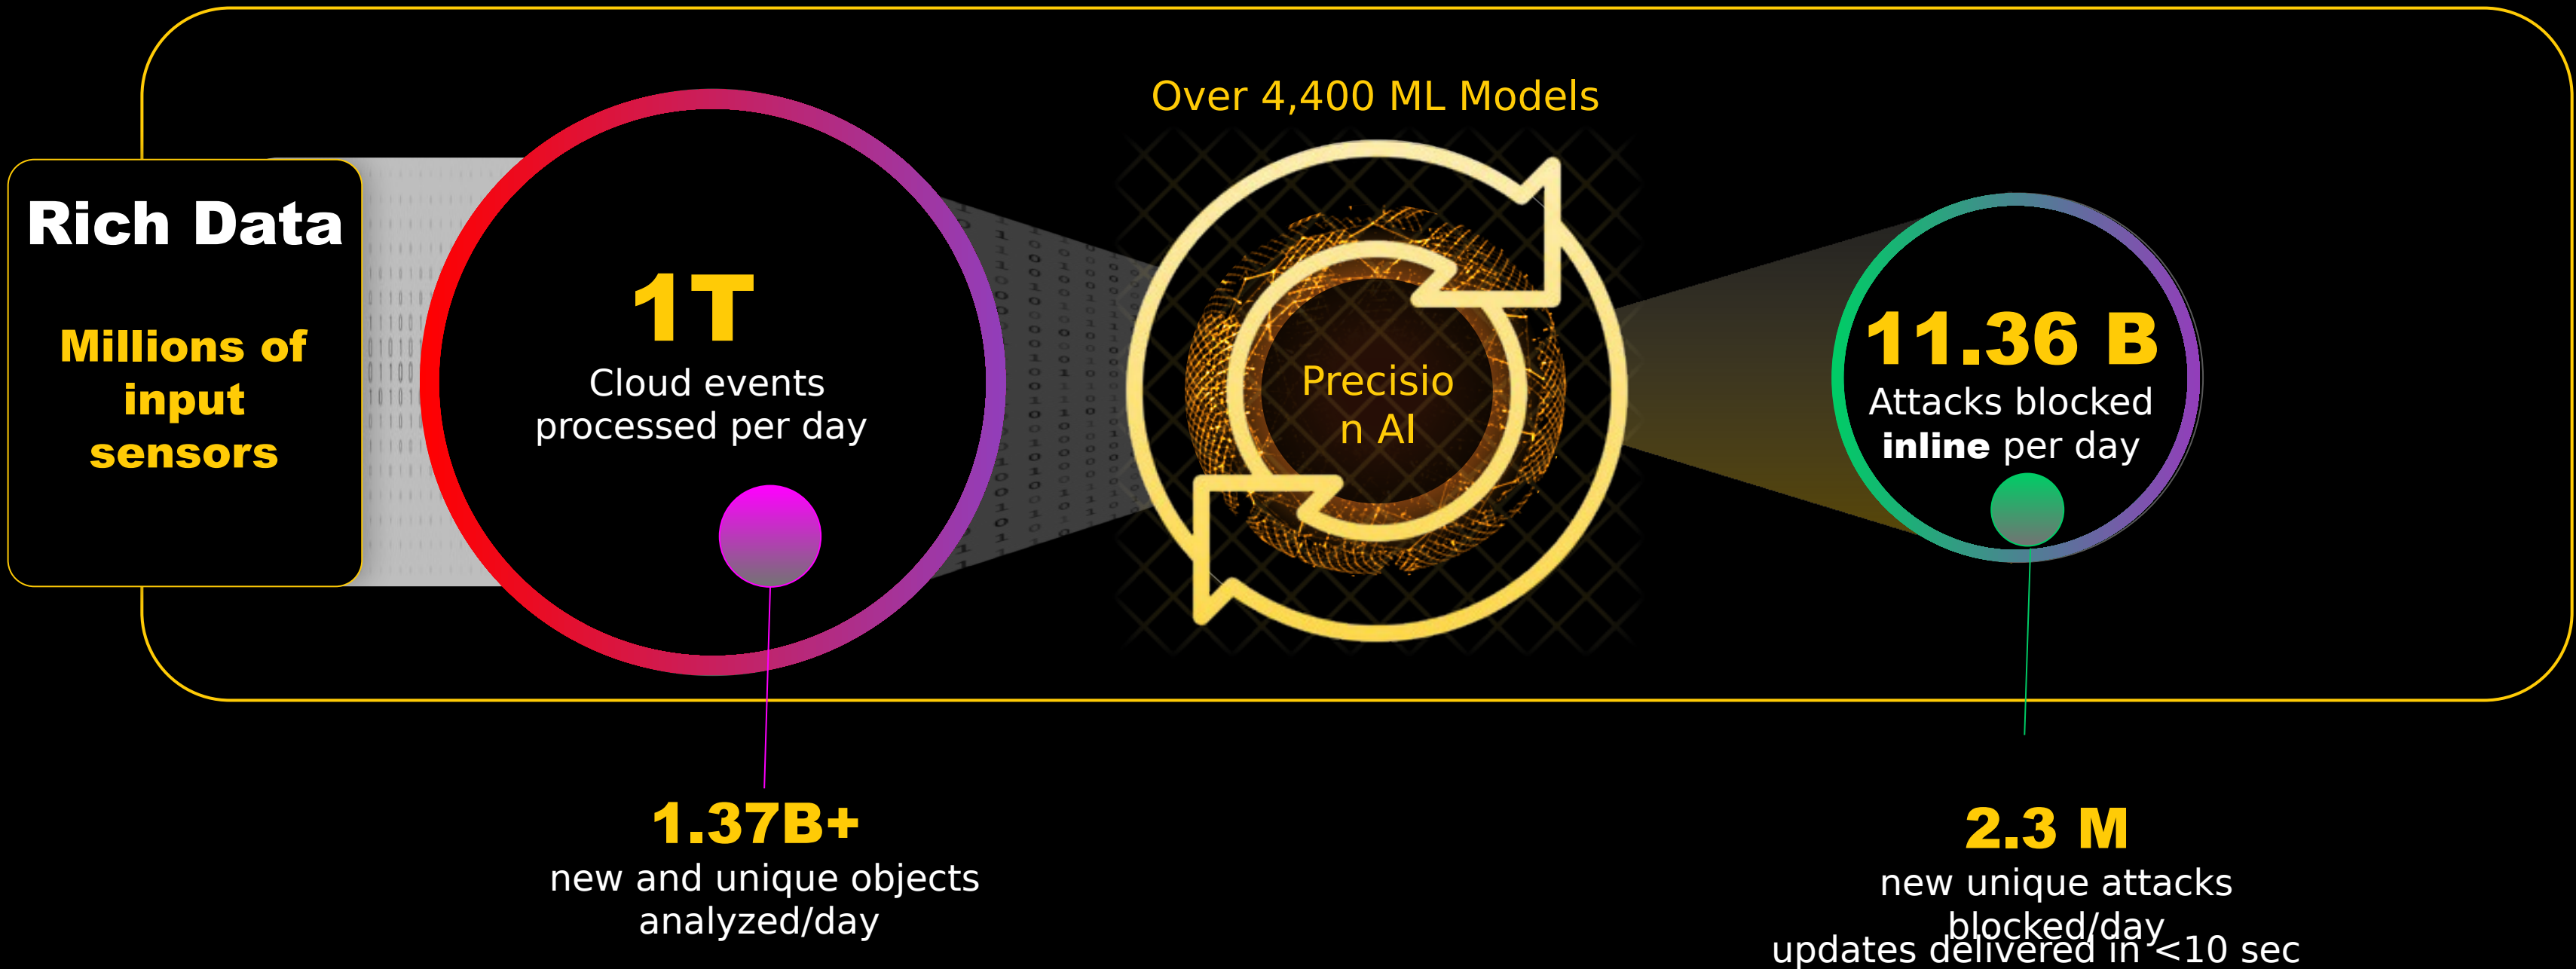 Rich Data
Millions of
input
sensors
1T
Cloud events
processed per day
1.37B+
new and unique objects
analyzed/day
Over 4,400 ML Models
Precisio
n AI
11.36 B
Attacks blocked
inline per day
2.3 M
new unique attacks
blocked/day
updates delivered in <10 sec